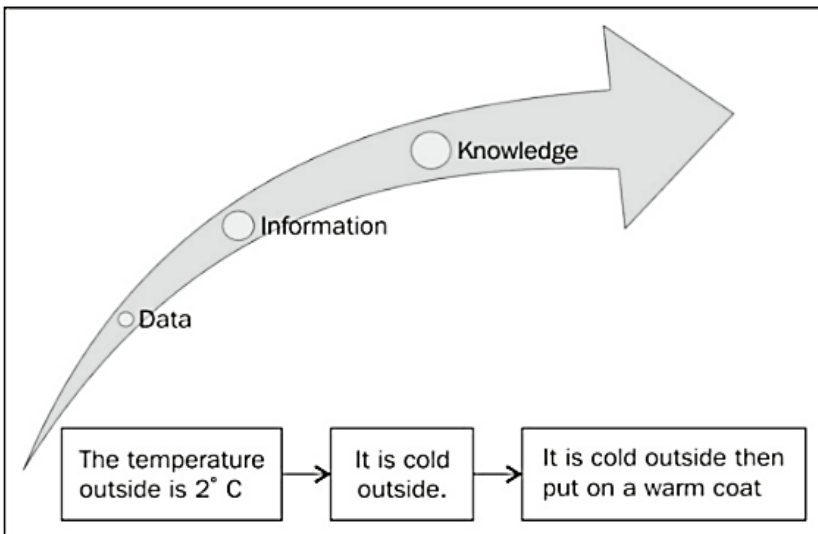 Knowledge
Information
Data
The temperature
outside is 2° C
It is cold
outside.
It is cold outside then
put on a warm coat